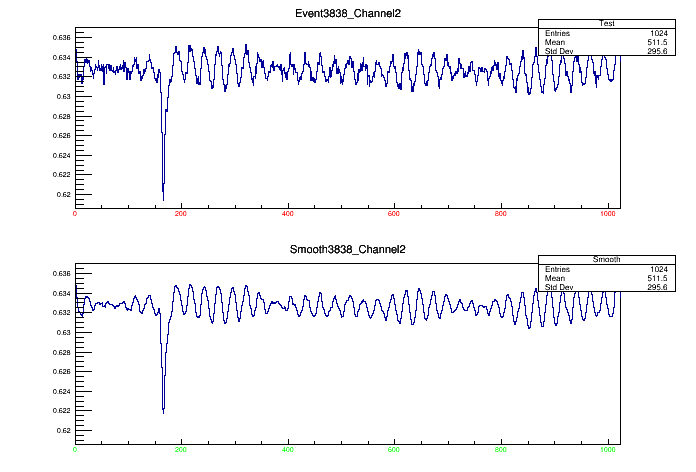 Event3838_Channel2
Test
Entries 1024
Mean 511.5
Std Dev 295.6
0.636
0.634
0.632
0.63
0.628
0.626
0.624
0.622
0.62
0 200 400 600 800 1000
Smooth3838_Channel2
Smooth
Entries 1024
Mean 511.5
Std Dev 295.6
0.636
0.634
0.632
0.63
0.628
0.626
0.624
0.622
0.62
0 200 400 600 800 1000